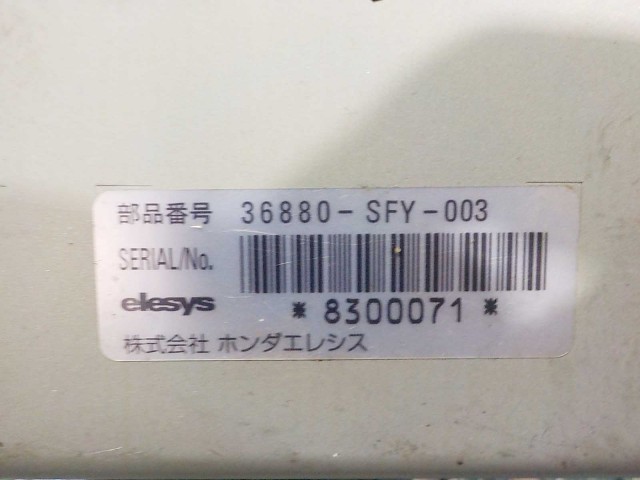 部品番号 36880-SFY-003
SERIAL/No.
elesys *8300071*
株式会社 ホンダエレシス